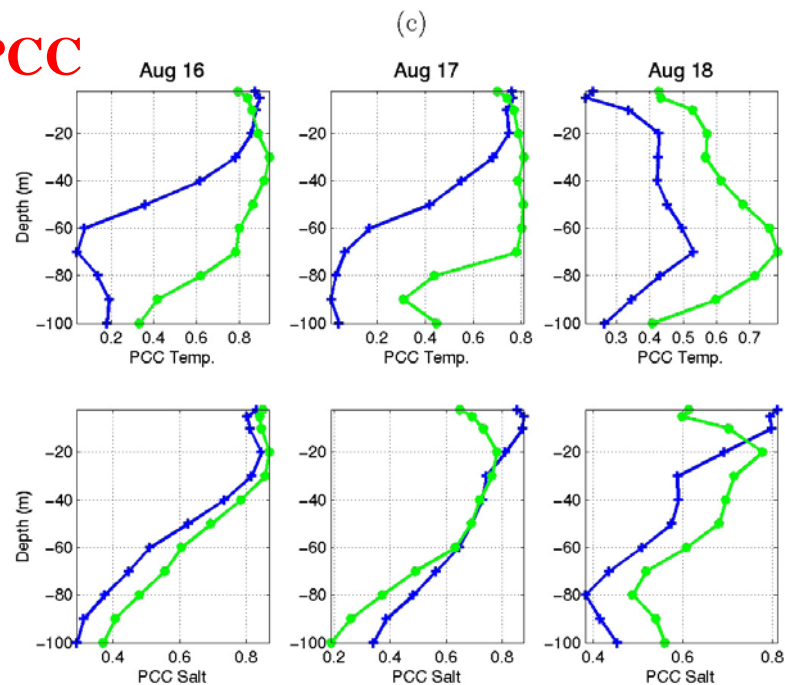 (c)
PCC
Aug 16 Aug 17 Aug 18
Depth (m)
−20 −20 −20
−40 −40 −40
−60 −60 −60
−80 −80 −80
−100 −100 −100
0.2 0.4 0.6 0.8 0.2 0.4 0.6 0.8 0.3 0.4 0.5 0.6 0.7
PCC Temp. PCC Temp. PCC Temp.
Depth (m)
−20 −20 −20
−40 −40 −40
−60 −60 −60
−80 −80 −80
−100 −100 −100
0.4 0.6 0.8 0.2 0.4 0.6 0.8 0.4 0.6 0.8
PCC Salt PCC Salt PCC Salt